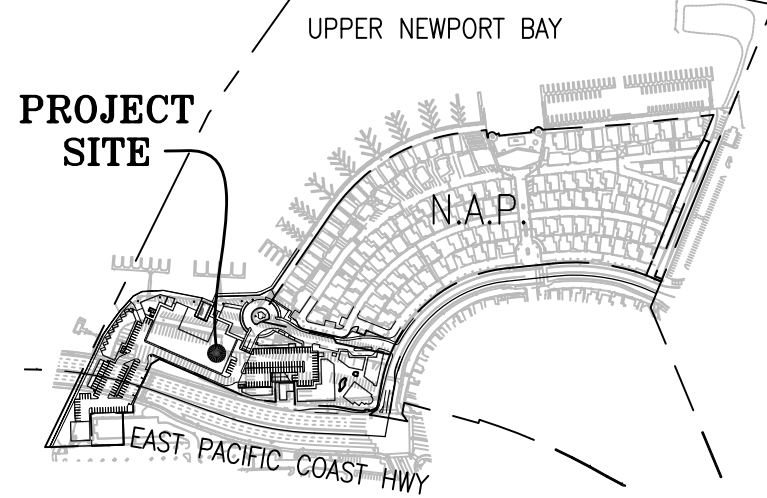 UPPER NEWPORT BAY
PROJECT
SITE
N.A.P.
EAST PACIFIC COAST HWY